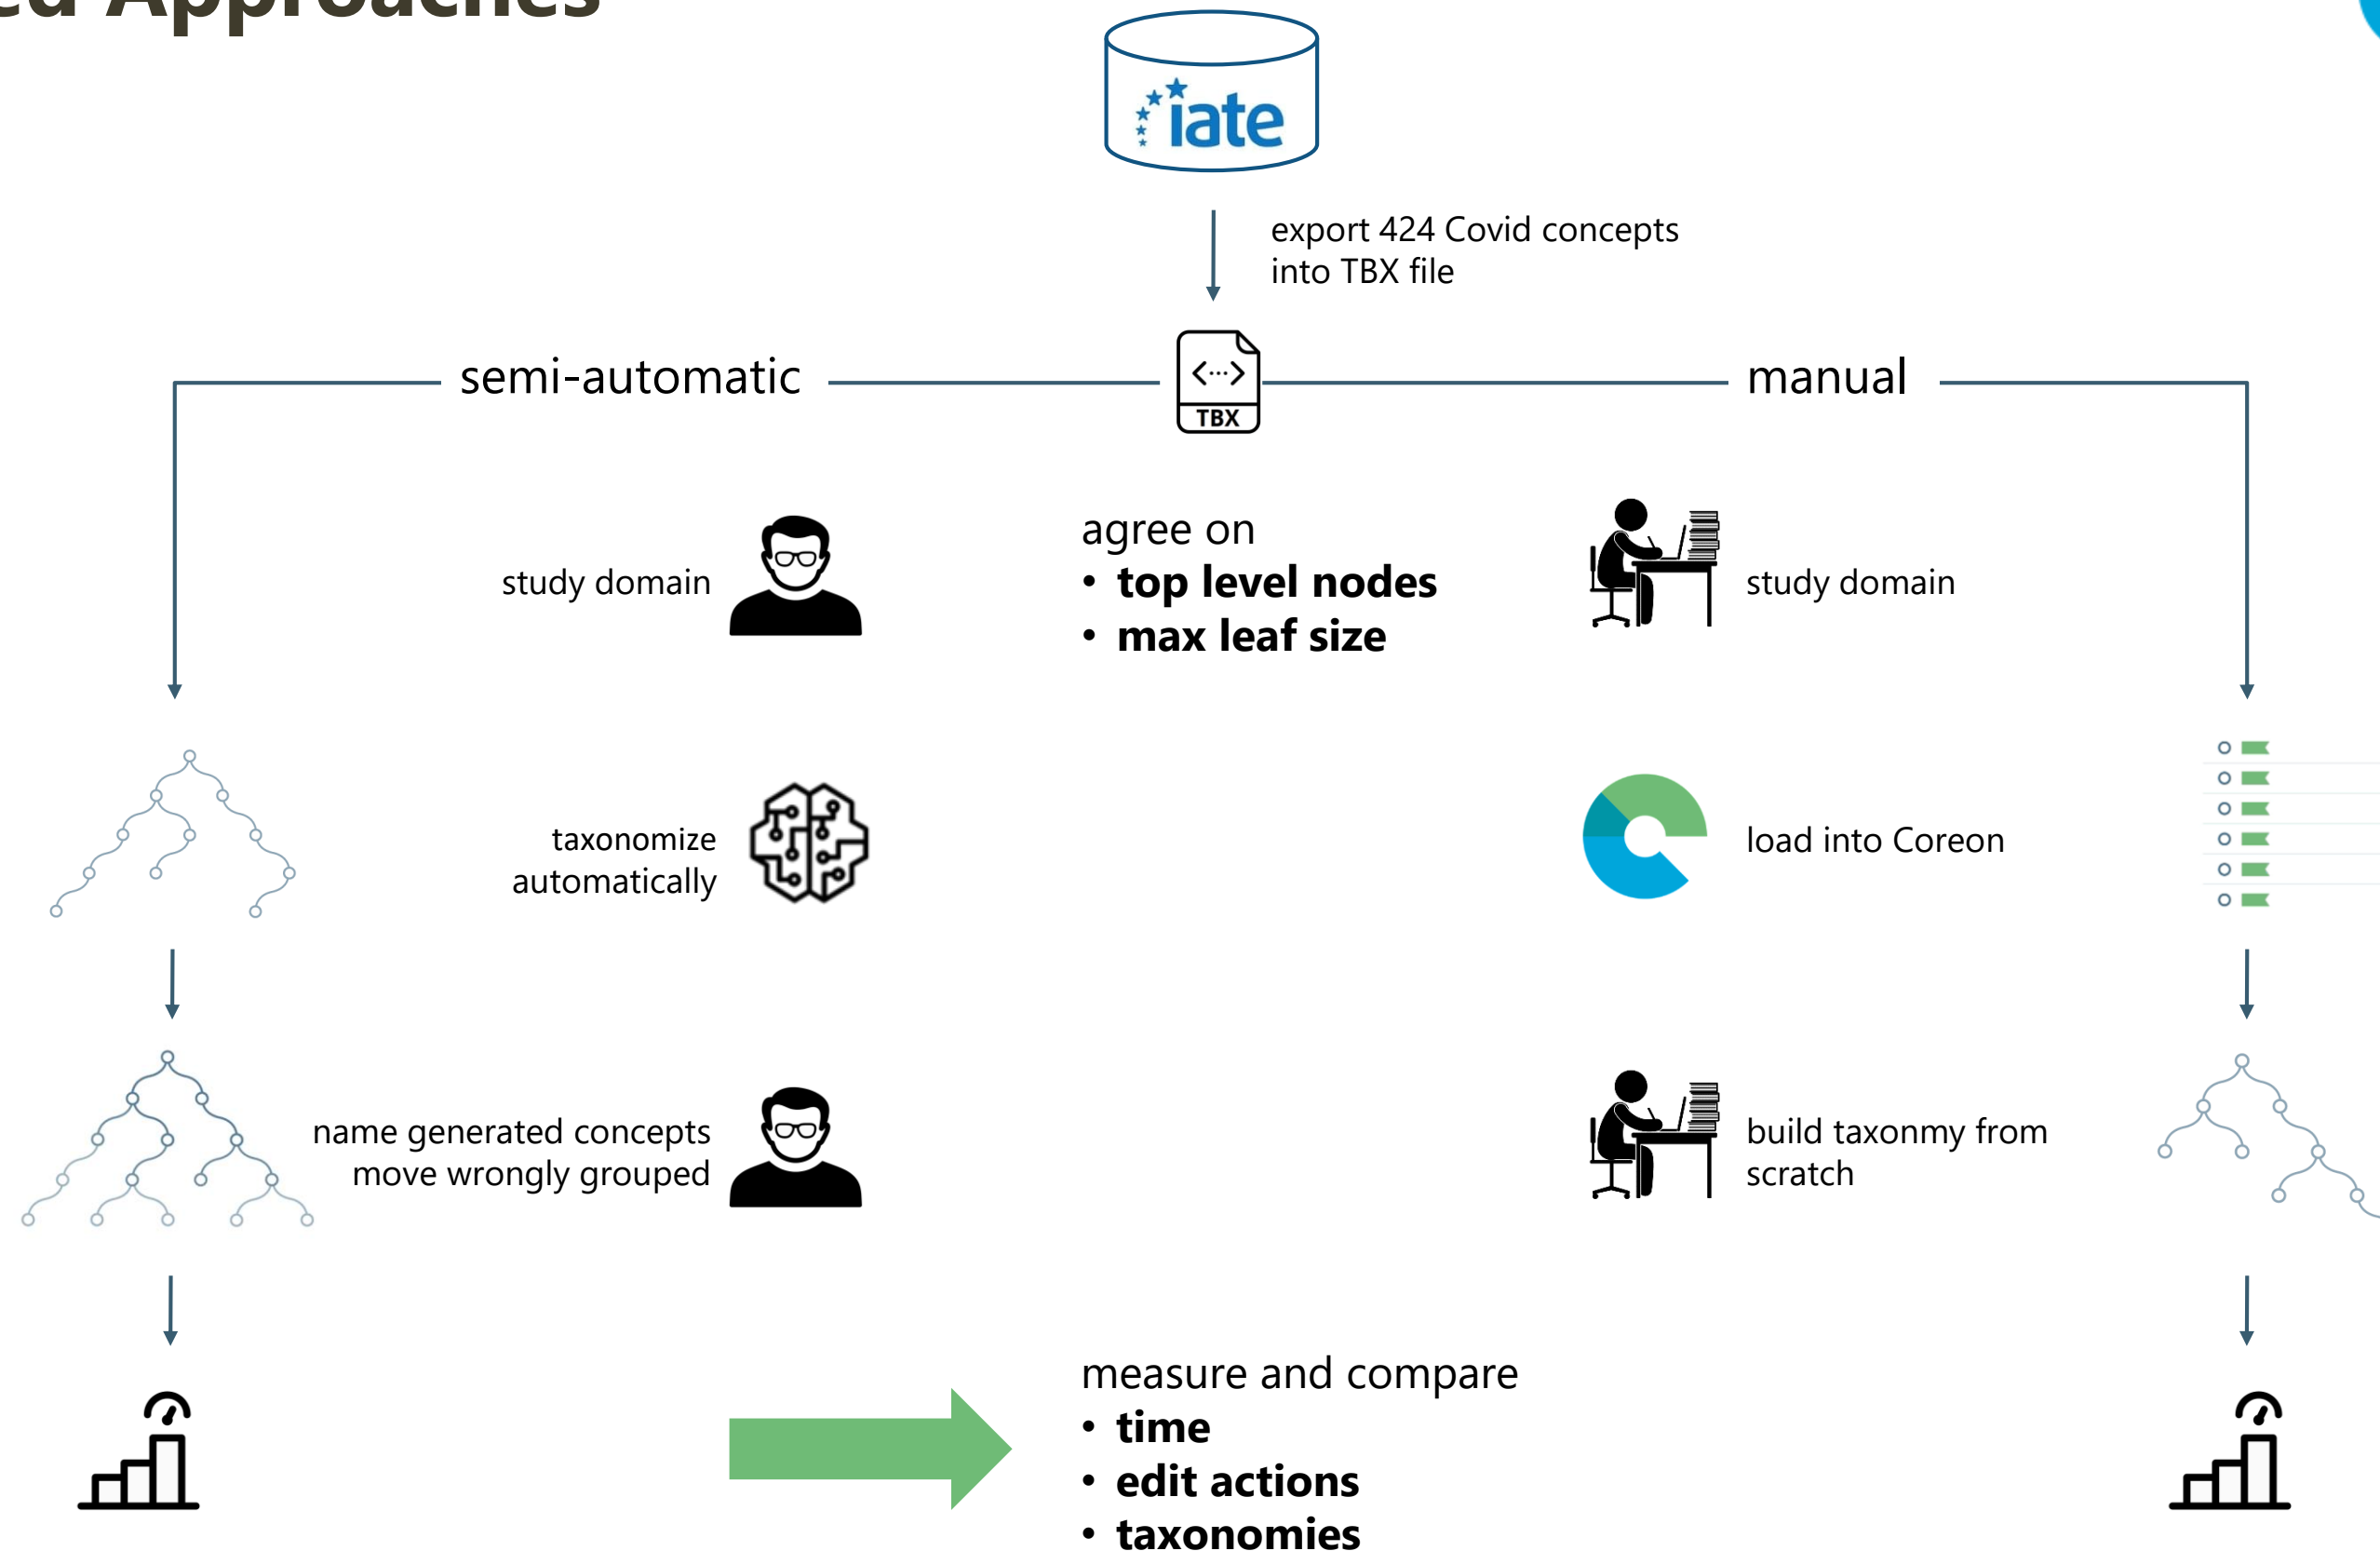 Approaches
iate
export 424 Covid concepts
into TBX file
semi-automatic
<···>
TBX
manual
study domain
agree on
• top level nodes
• max leaf size
study domain
taxonomize
automatically
load into Coreon
name generated concepts
move wrongly grouped
build taxonmy from
scratch
measure and compare
• time
• edit actions
• taxonomies